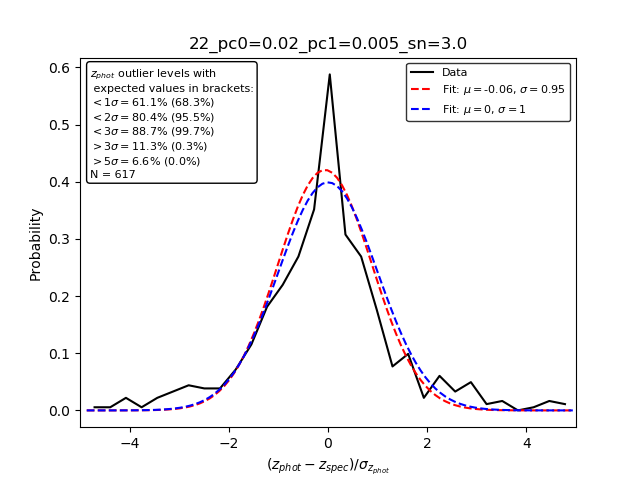 22_pc0=0.02_pc1=0.005_sn=3.0
z_phot outlier levels with
expected values in brackets:
<1σ=61.1% (68.3%)
<2σ=80.4% (95.5%)
<3σ=88.7% (99.7%)
>3σ=11.3% (0.3%)
>5σ=6.6% (0.0%)
N = 617
Data
Fit: μ=-0.06, σ=0.95
Fit: μ=0, σ=1
Probability
0.6
0.5
0.4
0.3
0.2
0.1
0.0
−4 −2 0 2 4
(z_phot − z_spec)/σ_z_phot